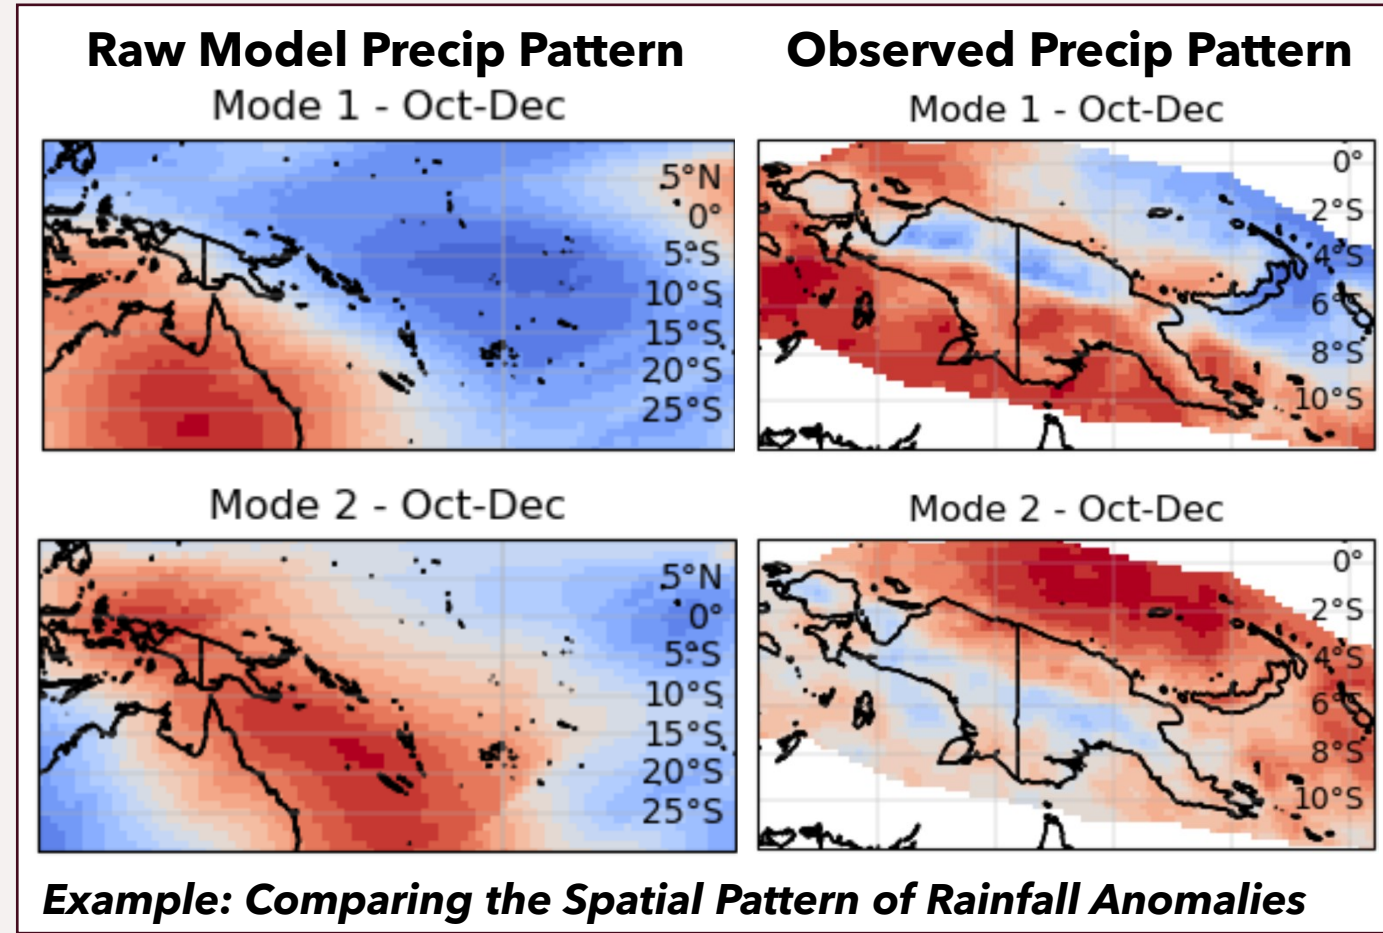 Raw Model Precip Pattern
Observed Precip Pattern
Mode 1 - Oct-Dec
Mode 1 - Oct-Dec
5°N
0°
5°S
10°S
15°S
20°S
25°S
0°
2°S
4°S
6°S
8°S
10°S
Mode 2 - Oct-Dec
Mode 2 - Oct-Dec
5°N
0°
5°S
10°S
15°S
20°S
25°S
0°
2°S
4°S
6°S
8°S
10°S
Example: Comparing the Spatial Pattern of Rainfall Anomalies